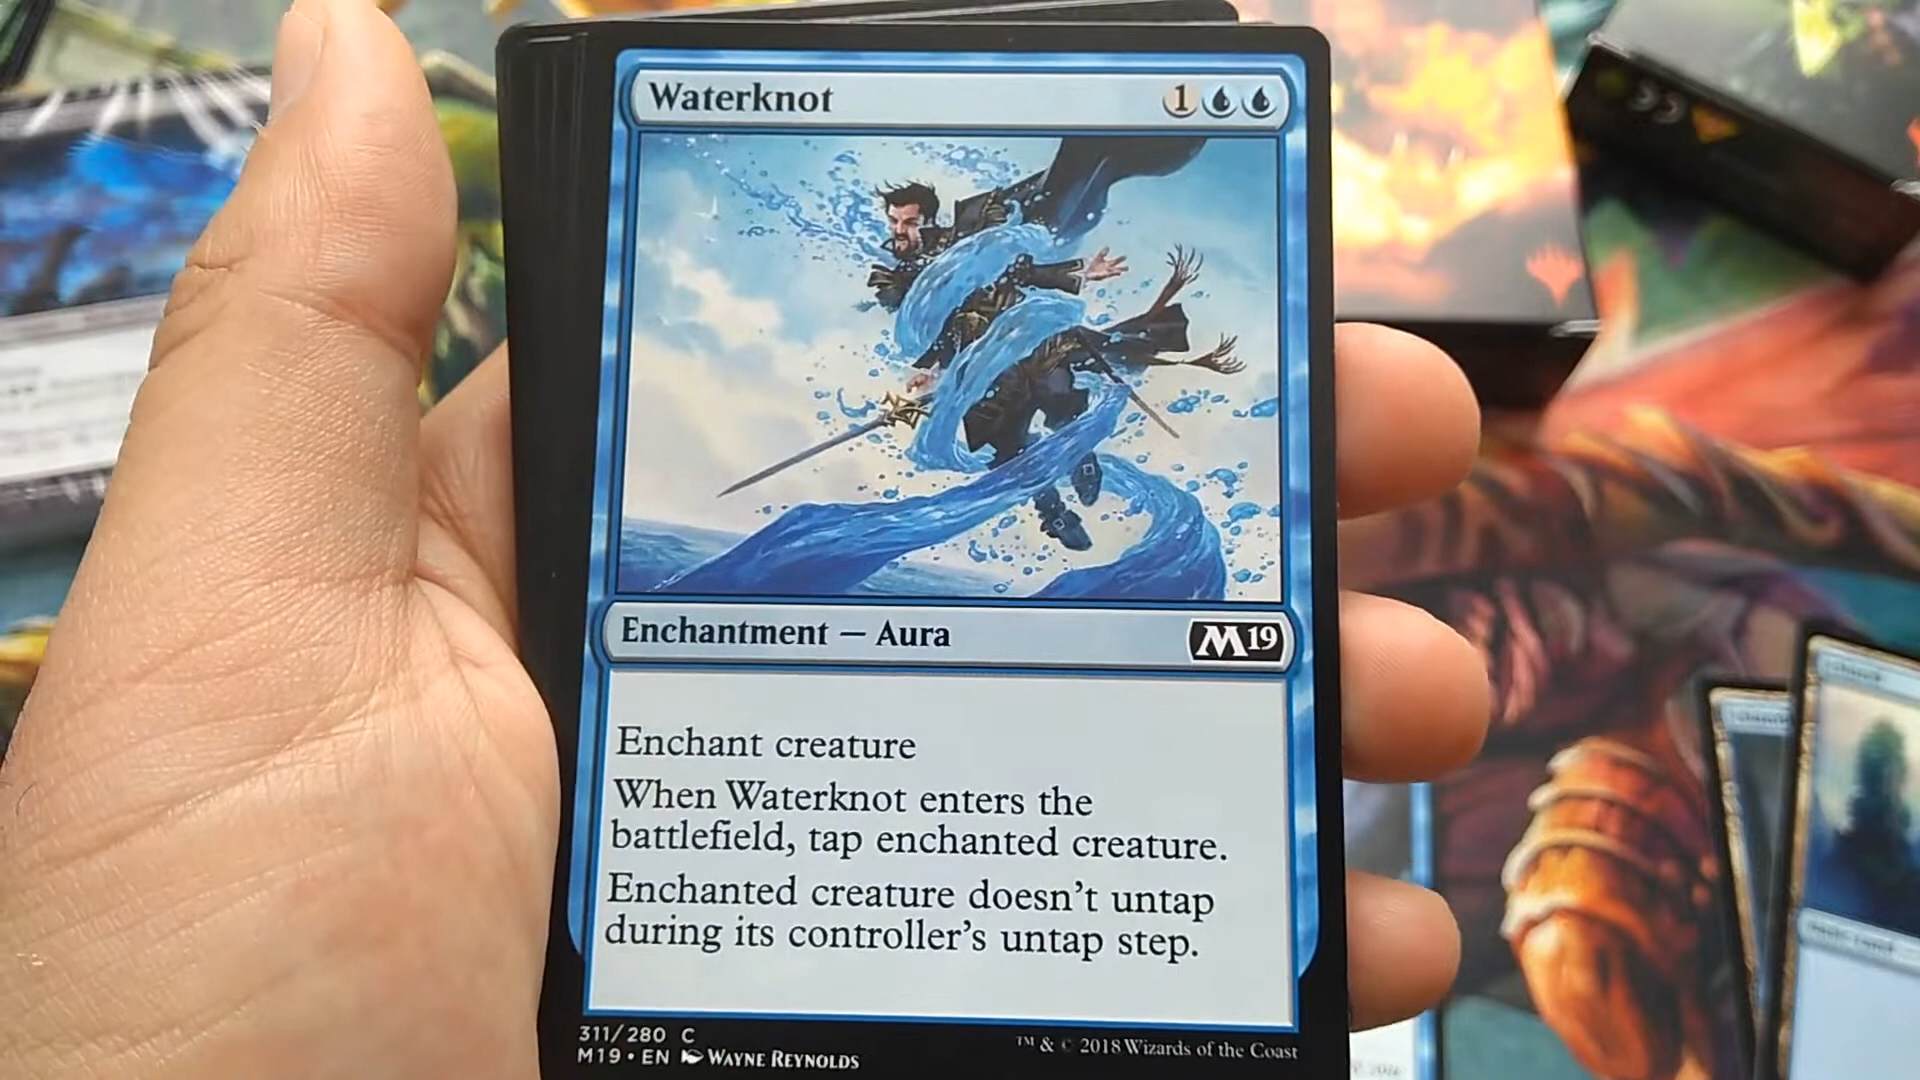 Waterknot 1
Enchantment — Aura M19
Enchant creature
When Waterknot enters the
battlefield, tap enchanted creature.
Enchanted creature doesn't untap
during its controller's untap step.
311/280 C
M19 • EN Wayne Reynolds
™ & © 2018 Wizards of the Coast